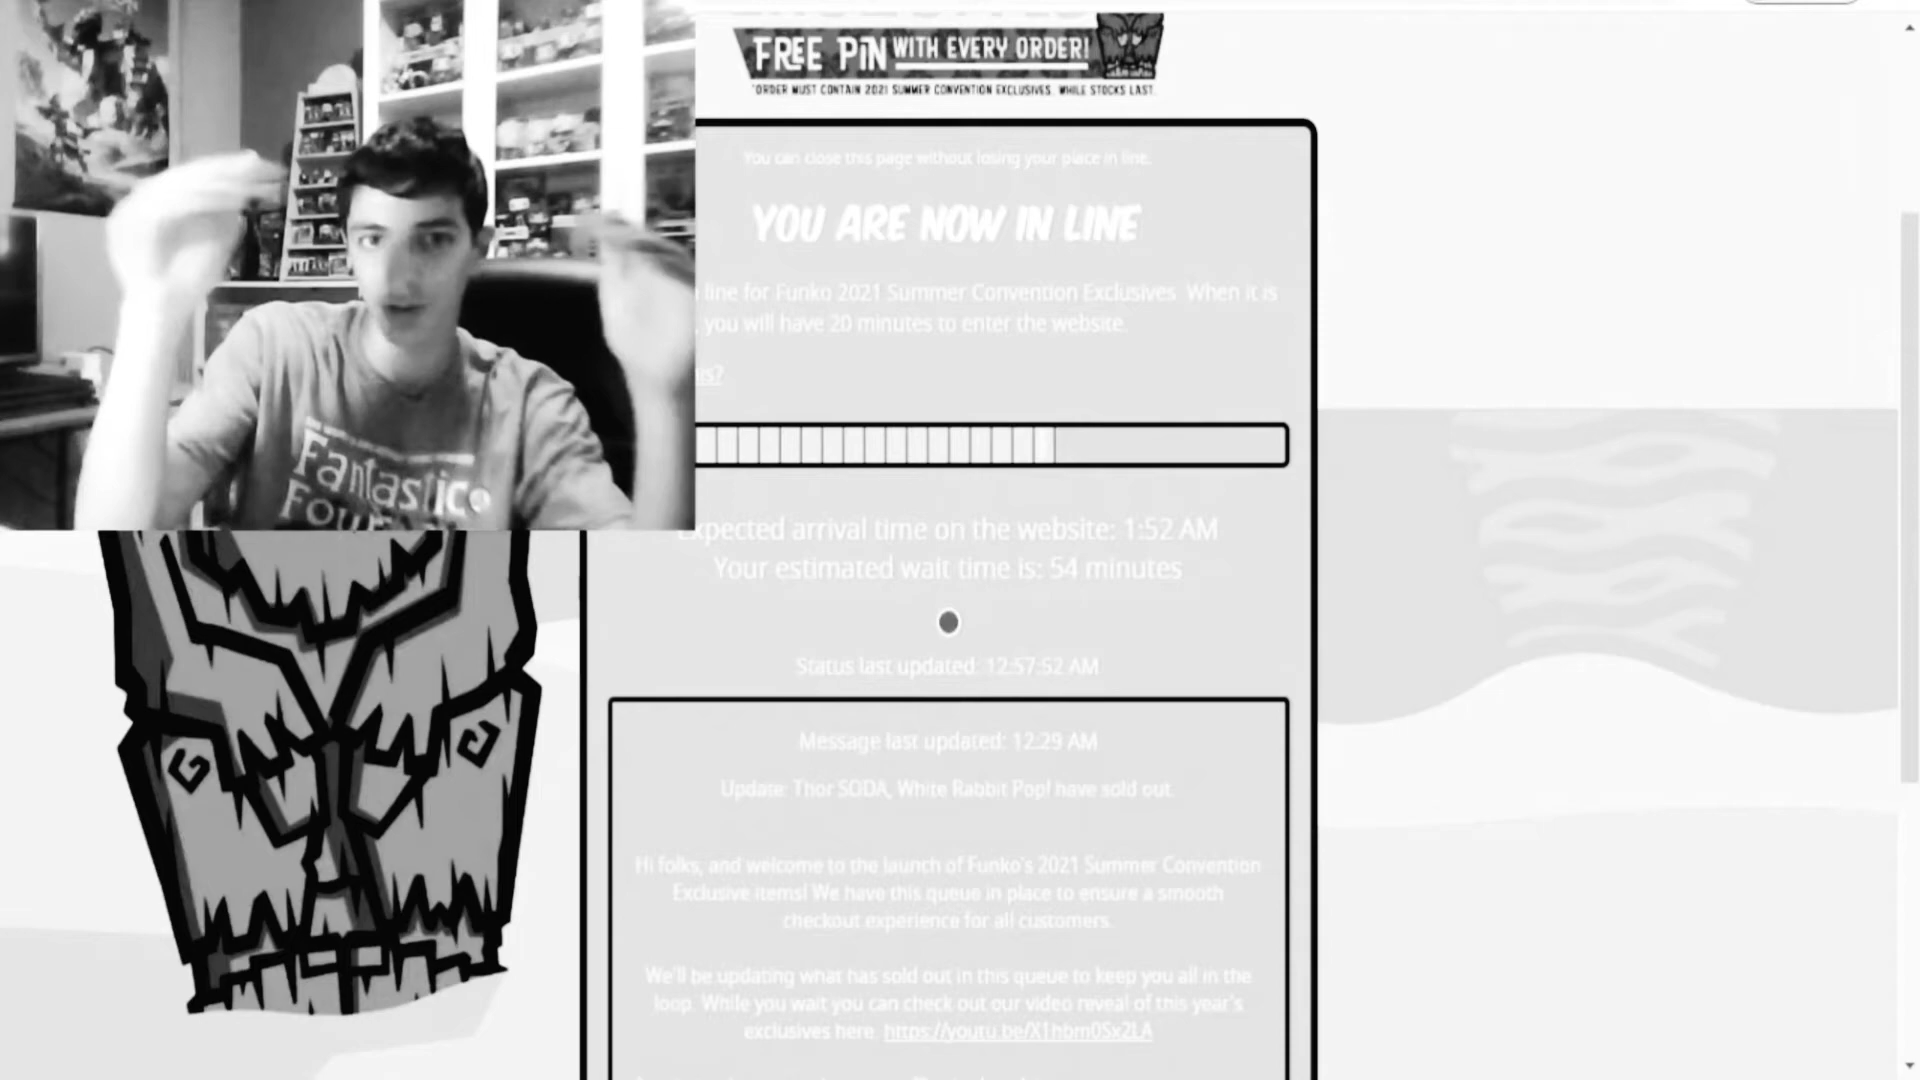 FREE PIN WITH EVERY ORDER!
*ORDER MUST CONTAIN 2021 SUMMER CONVENTION EXCLUSIVES. WHILE STOCKS LAST.
You can close this page without losing your place in line.
YOU ARE NOW IN LINE
line for Funko 2021 Summer Convention Exclusives. When it is
, you will have 20 minutes to enter the website.
is?
Fantastic
Four
Expected arrival time on the website: 1:52 AM
Your estimated wait time is: 54 minutes
Status last updated: 12:57:52 AM
Message last updated: 12:29 AM
Update: Thor SODA, White Rabbit Pop! have sold out.
Hi folks, and welcome to the launch of Funko's 2021 Summer Convention
Exclusive items! We have this queue in place to ensure a smooth
checkout experience for all customers.
We'll be updating what has sold out in this queue to keep you all in the
loop. While you wait you can check out our video reveal of this year's
exclusives here: https://youtu.be/X1hbm0Sx2LA